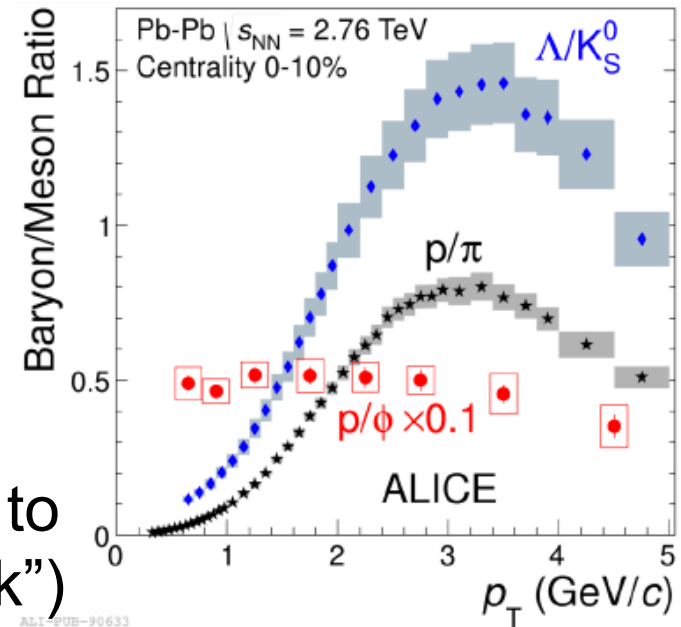 Pb-Pb √sNN = 2.76 TeV
Centrality 0-10%
Λ/K0S
Baryon/Meson Ratio
1.5
1
p/π
0.5
p/ϕ ×0.1
ALICE
0
0 1 2 3 4 5
pT (GeV/c)
to
k”)
ALI-PUB-90633